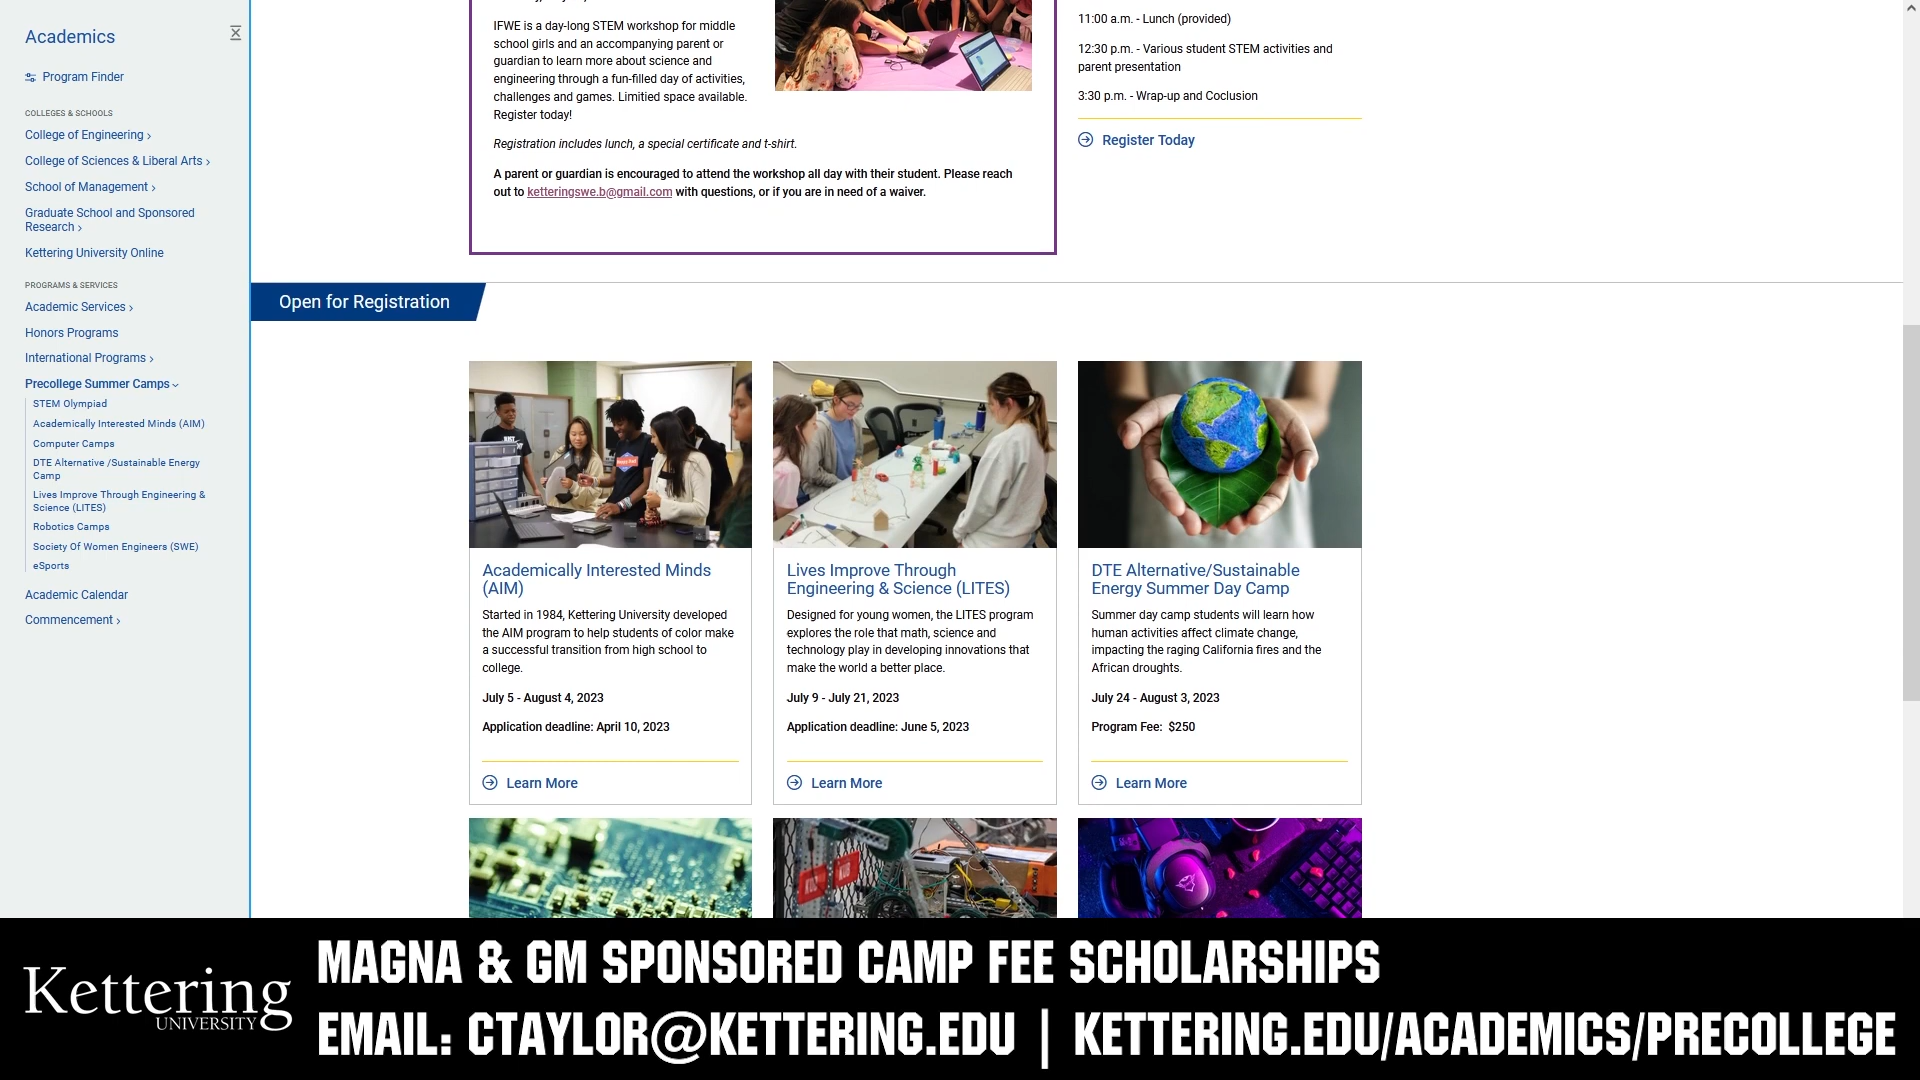 Academics
Program Finder
COLLEGES & SCHOOLS
College of Engineering
College of Sciences & Liberal Arts
School of Management
Graduate School and Sponsored
Research
Kettering University Online
PROGRAMS & SERVICES
Academic Services
Honors Programs
International Programs
Precollege Summer Camps
STEM Olympiad
Academically Interested Minds (AIM)
Computer Camps
DTE Alternative /Sustainable Energy
Camp
Lives Improve Through Engineering &
Science (LITES)
Robotics Camps
Society Of Women Engineers (SWE)
eSports
Academic Calendar
Commencement
IFWE is a day-long STEM workshop for middle
school girls and an accompanying parent or
guardian to learn more about science and
engineering through a fun-filled day of activities,
challenges and games. Limitied space available.
Register today!
Registration includes lunch, a special certificate and t-shirt.
A parent or guardian is encouraged to attend the workshop all day with their student. Please reach
out to ketteringswe.b@gmail.com with questions, or if you are in need of a waiver.
11:00 a.m. - Lunch (provided)
12:30 p.m. - Various student STEM activities and
parent presentation
3:30 p.m. - Wrap-up and Coclusion
Register Today
Open for Registration
Academically Interested Minds
(AIM)
Started in 1984, Kettering University developed
the AIM program to help students of color make
a successful transition from high school to
college.
July 5 - August 4, 2023
Application deadline: April 10, 2023
Learn More
Lives Improve Through
Engineering & Science (LITES)
Designed for young women, the LITES program
explores the role that math, science and
technology play in developing innovations that
make the world a better place.
July 9 - July 21, 2023
Application deadline: June 5, 2023
Learn More
DTE Alternative/Sustainable
Energy Summer Day Camp
Summer day camp students will learn how
human activities affect climate change,
impacting the raging California fires and the
African droughts.
July 24 - August 3, 2023
Program Fee: $250
Learn More
Kettering
UNIVERSITY
MAGNA & GM SPONSORED CAMP FEE SCHOLARSHIPS
EMAIL: CTAYLOR@KETTERING.EDU | KETTERING.EDU/ACADEMICS/PRECOLLEGE